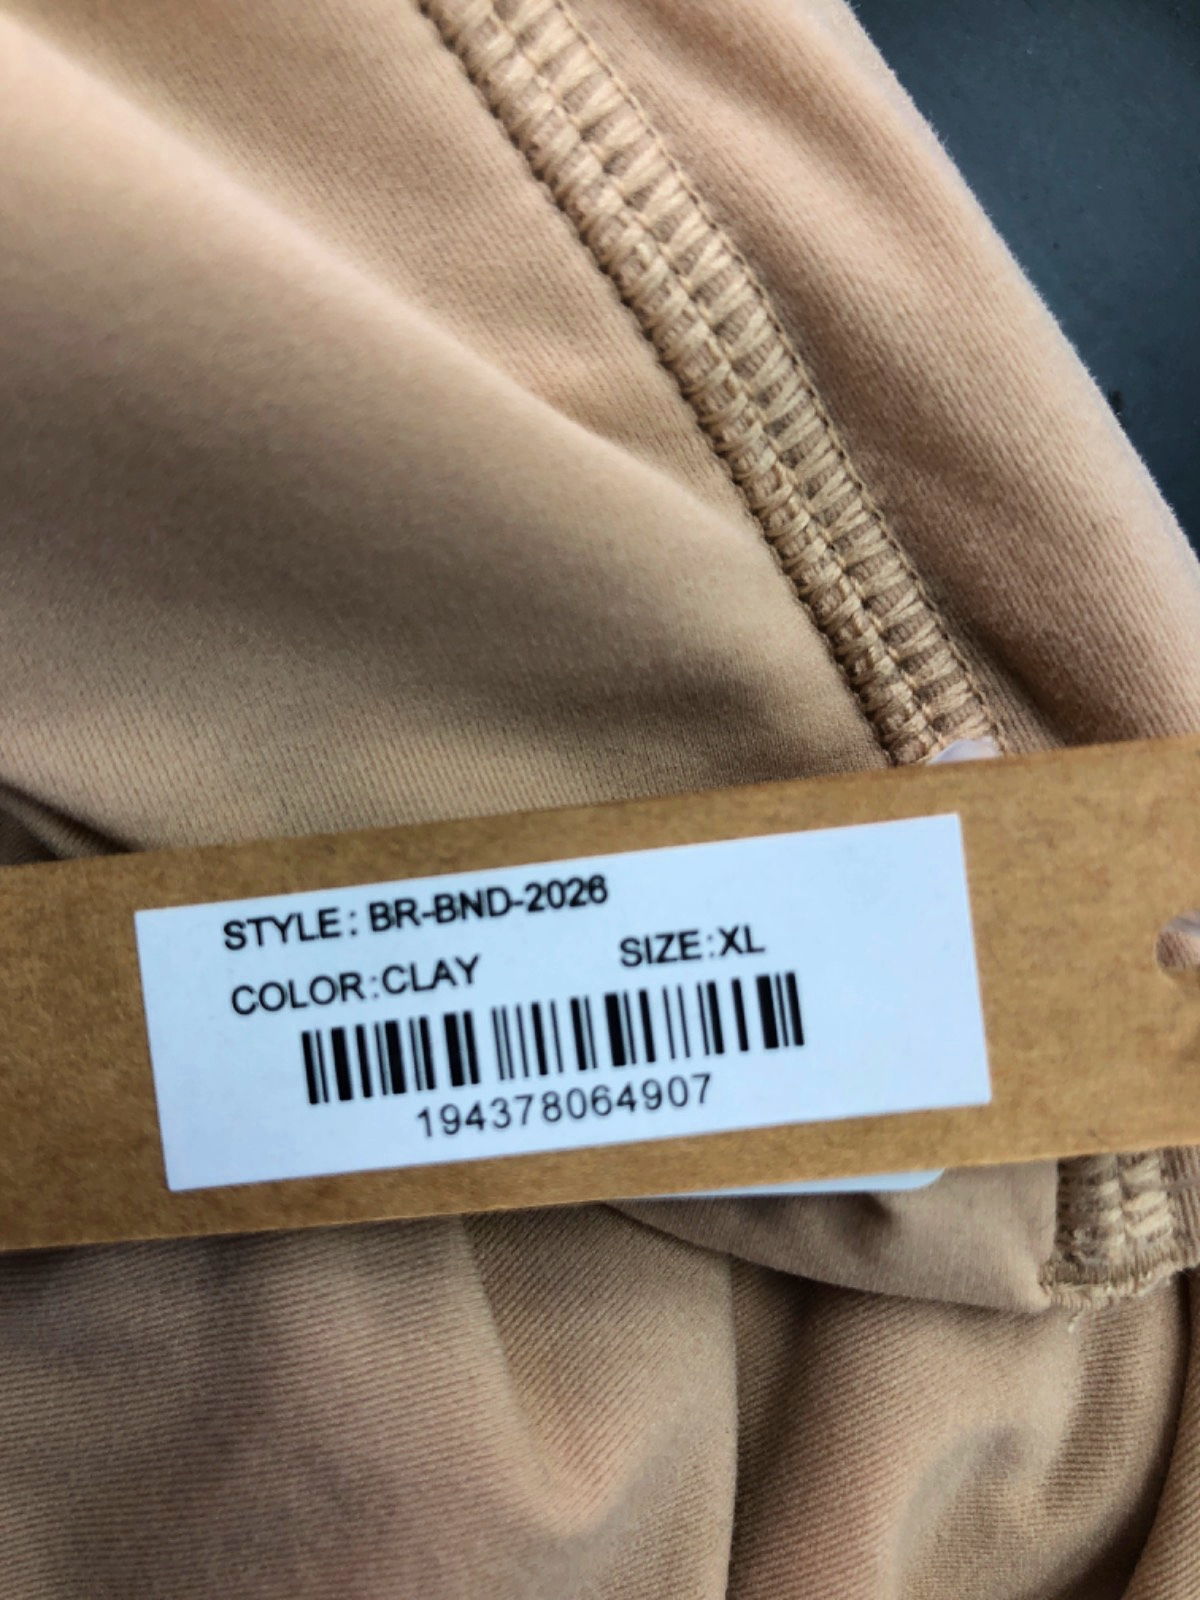 STYLE: BR-BND-2026
COLOR:CLAY SIZE:XL
194378064907